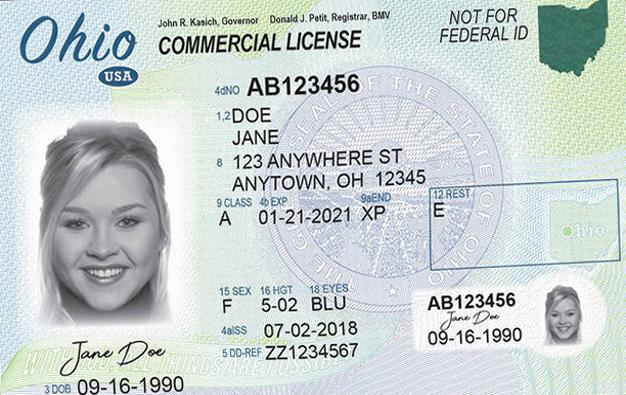 Ohio
USA
John R. Kasich, Governor Donald J. Petit, Registrar, BMV
COMMERCIAL LICENSE
NOT FOR
FEDERAL ID
4dNO AB123456
1,2 DOE
JANE
8 123 ANYWHERE ST
ANYTOWN, OH 12345
9 CLASS 4b EXP 9aEND 12 REST
A 01-21-2021 XP E
Ohio
THE GREAT SEAL OF THE STATE OF OHIO
15 SEX 16 HGT 18 EYES
F 5-02 BLU
4aISS 07-02-2018
5 DD-REF ZZ1234567
AB123456
Jane Doe
09-16-1990
Jane Doe
WITH GOD, ALL THINGS ARE POSSIBLE
3 DOB 09-16-1990